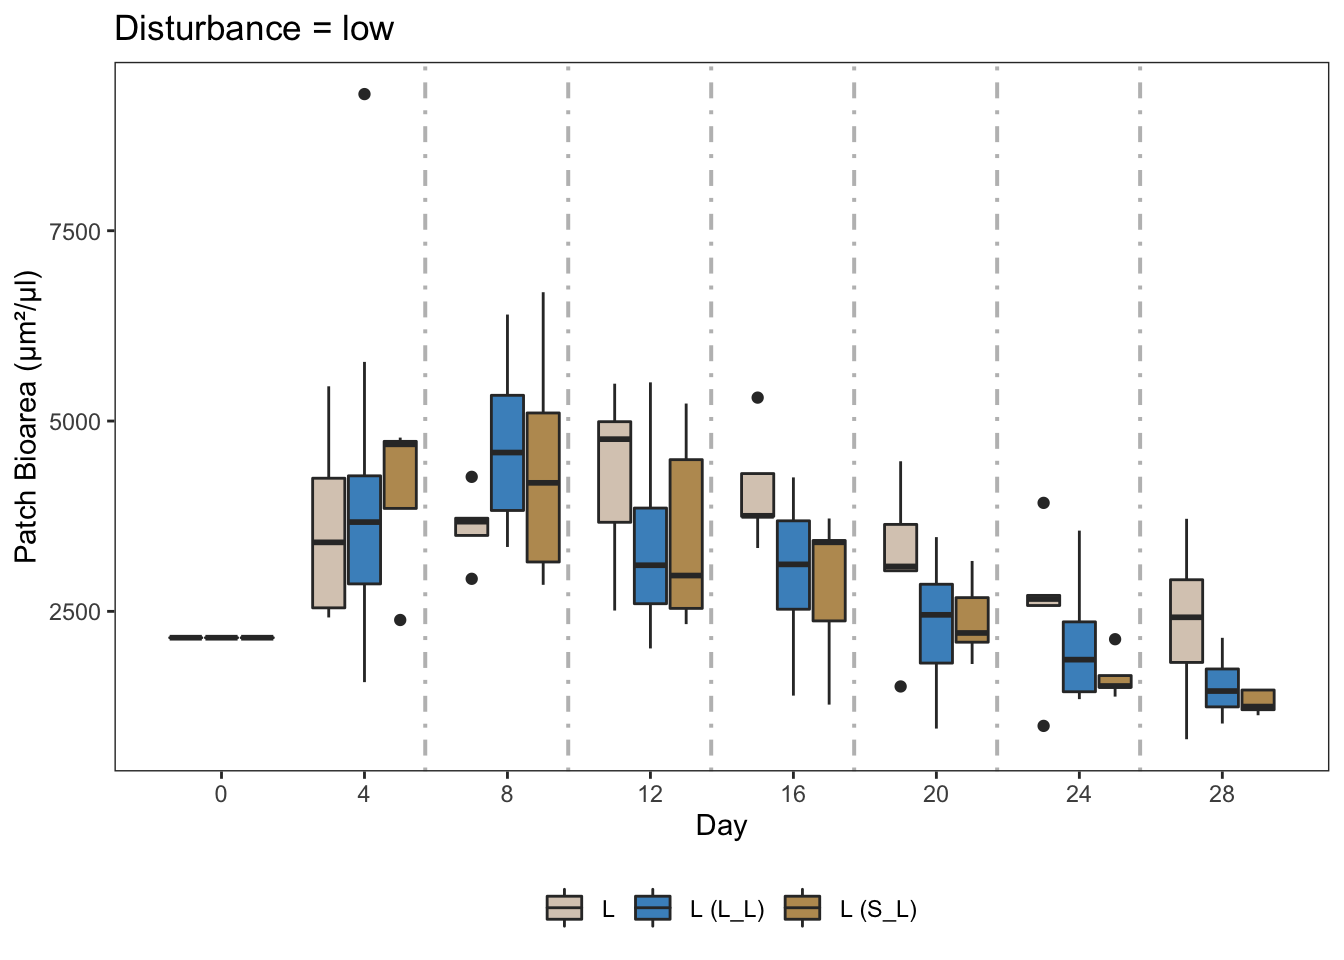 Disturbance = low
Patch Bioarea (µm²/µl)
7500
5000
2500
0 4 8 12 16 20 24 28
Day
L L (L_L) L (S_L)